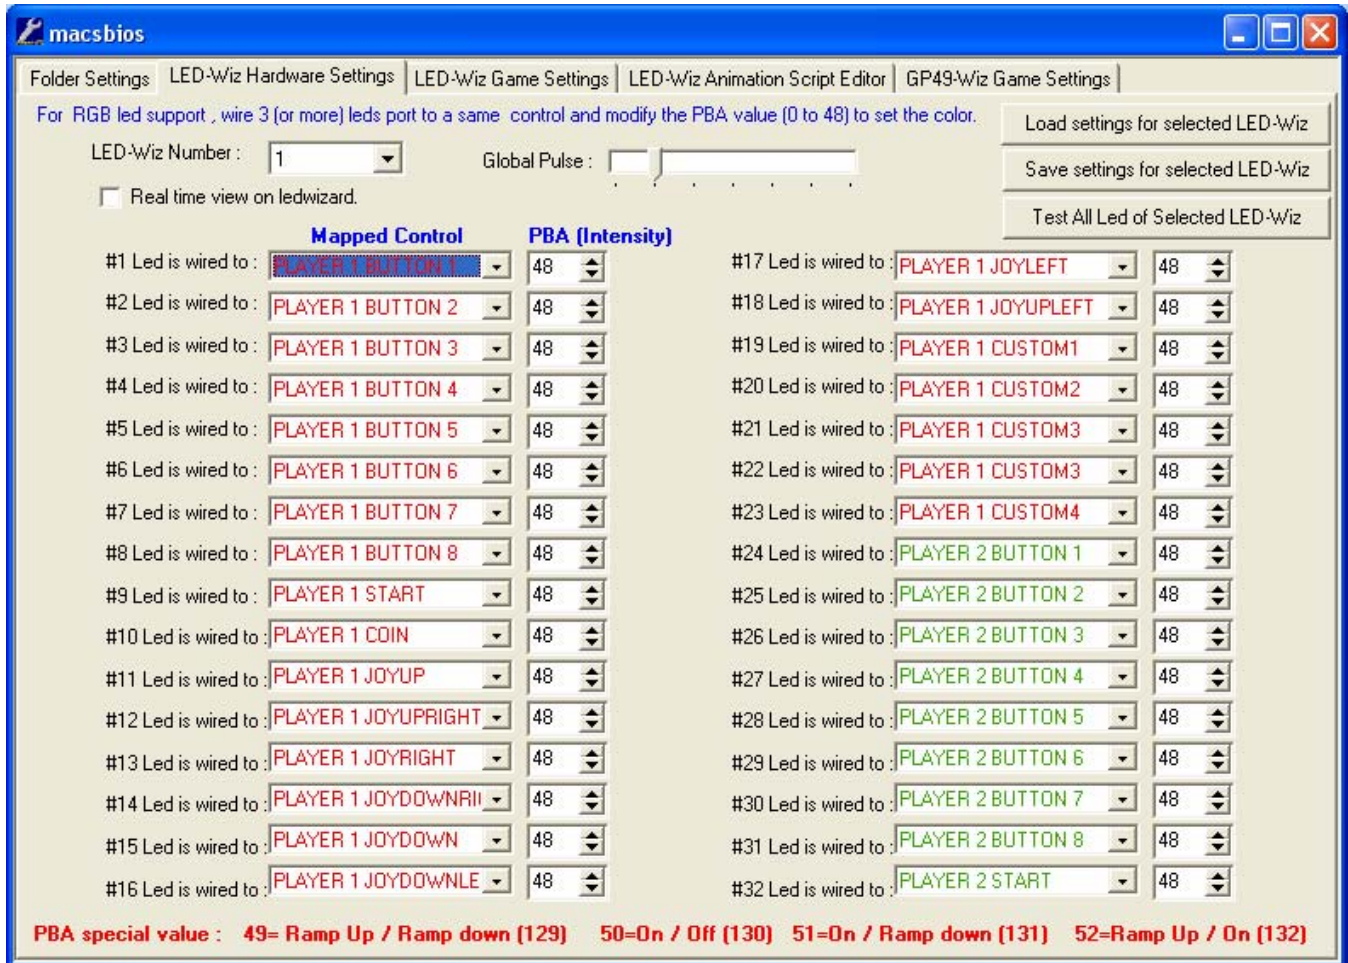 macsbios
Folder Settings LED-Wiz Hardware Settings LED-Wiz Game Settings LED-Wiz Animation Script Editor GP49-Wiz Game Settings
For RGB led support , wire 3 (or more) leds port to a same control and modify the PBA value (0 to 48) to set the color.
Load settings for selected LED-Wiz
LED-Wiz Number : 1 Global Pulse :
Save settings for selected LED-Wiz
Real time view on ledwizard.
Test All Led of Selected LED-Wiz
Mapped Control PBA (Intensity)
#1 Led is wired to : PLAYER 1 BUTTON 1 48 #17 Led is wired to : PLAYER 1 JOYLEFT 48
#2 Led is wired to : PLAYER 1 BUTTON 2 48 #18 Led is wired to : PLAYER 1 JOYUPLEFT 48
#3 Led is wired to : PLAYER 1 BUTTON 3 48 #19 Led is wired to : PLAYER 1 CUSTOM1 48
#4 Led is wired to : PLAYER 1 BUTTON 4 48 #20 Led is wired to : PLAYER 1 CUSTOM2 48
#5 Led is wired to : PLAYER 1 BUTTON 5 48 #21 Led is wired to : PLAYER 1 CUSTOM3 48
#6 Led is wired to : PLAYER 1 BUTTON 6 48 #22 Led is wired to : PLAYER 1 CUSTOM3 48
#7 Led is wired to : PLAYER 1 BUTTON 7 48 #23 Led is wired to : PLAYER 1 CUSTOM4 48
#8 Led is wired to : PLAYER 1 BUTTON 8 48 #24 Led is wired to : PLAYER 2 BUTTON 1 48
#9 Led is wired to : PLAYER 1 START 48 #25 Led is wired to : PLAYER 2 BUTTON 2 48
#10 Led is wired to : PLAYER 1 COIN 48 #26 Led is wired to : PLAYER 2 BUTTON 3 48
#11 Led is wired to : PLAYER 1 JOYUP 48 #27 Led is wired to : PLAYER 2 BUTTON 4 48
#12 Led is wired to : PLAYER 1 JOYUPRIGHT 48 #28 Led is wired to : PLAYER 2 BUTTON 5 48
#13 Led is wired to : PLAYER 1 JOYRIGHT 48 #29 Led is wired to : PLAYER 2 BUTTON 6 48
#14 Led is wired to : PLAYER 1 JOYDOWNRI 48 #30 Led is wired to : PLAYER 2 BUTTON 7 48
#15 Led is wired to : PLAYER 1 JOYDOWN 48 #31 Led is wired to : PLAYER 2 BUTTON 8 48
#16 Led is wired to : PLAYER 1 JOYDOWNLE 48 #32 Led is wired to : PLAYER 2 START 48
PBA special value : 49= Ramp Up / Ramp down (129) 50=On / Off (130) 51=On / Ramp down (131) 52=Ramp Up / On (132)